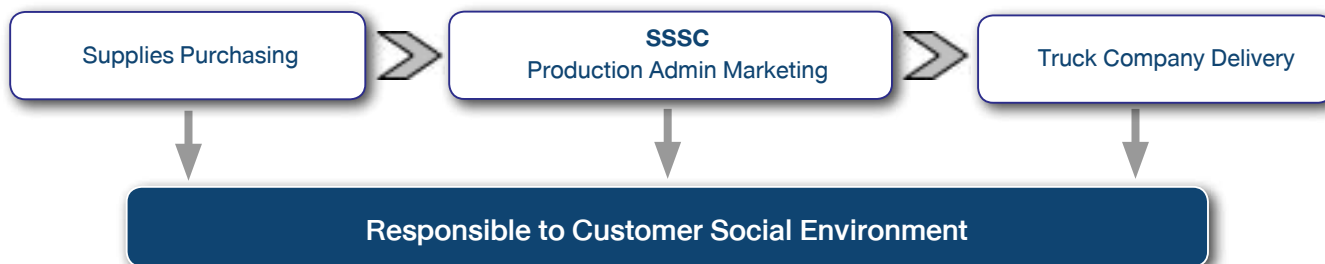 Supplies Purchasing
SSSC
Production Admin Marketing
Truck Company Delivery
Responsible to Customer Social Environment